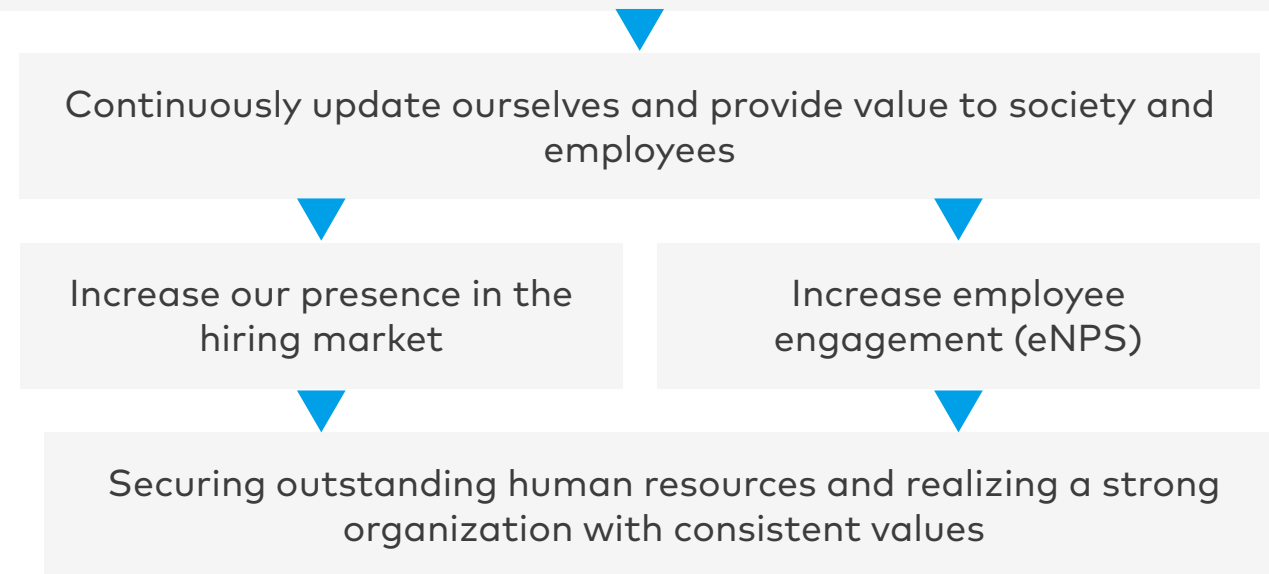 Continuously update ourselves and provide value to society and
employees
Increase our presence in the
hiring market
Increase employee
engagement (eNPS)
Securing outstanding human resources and realizing a strong
organization with consistent values